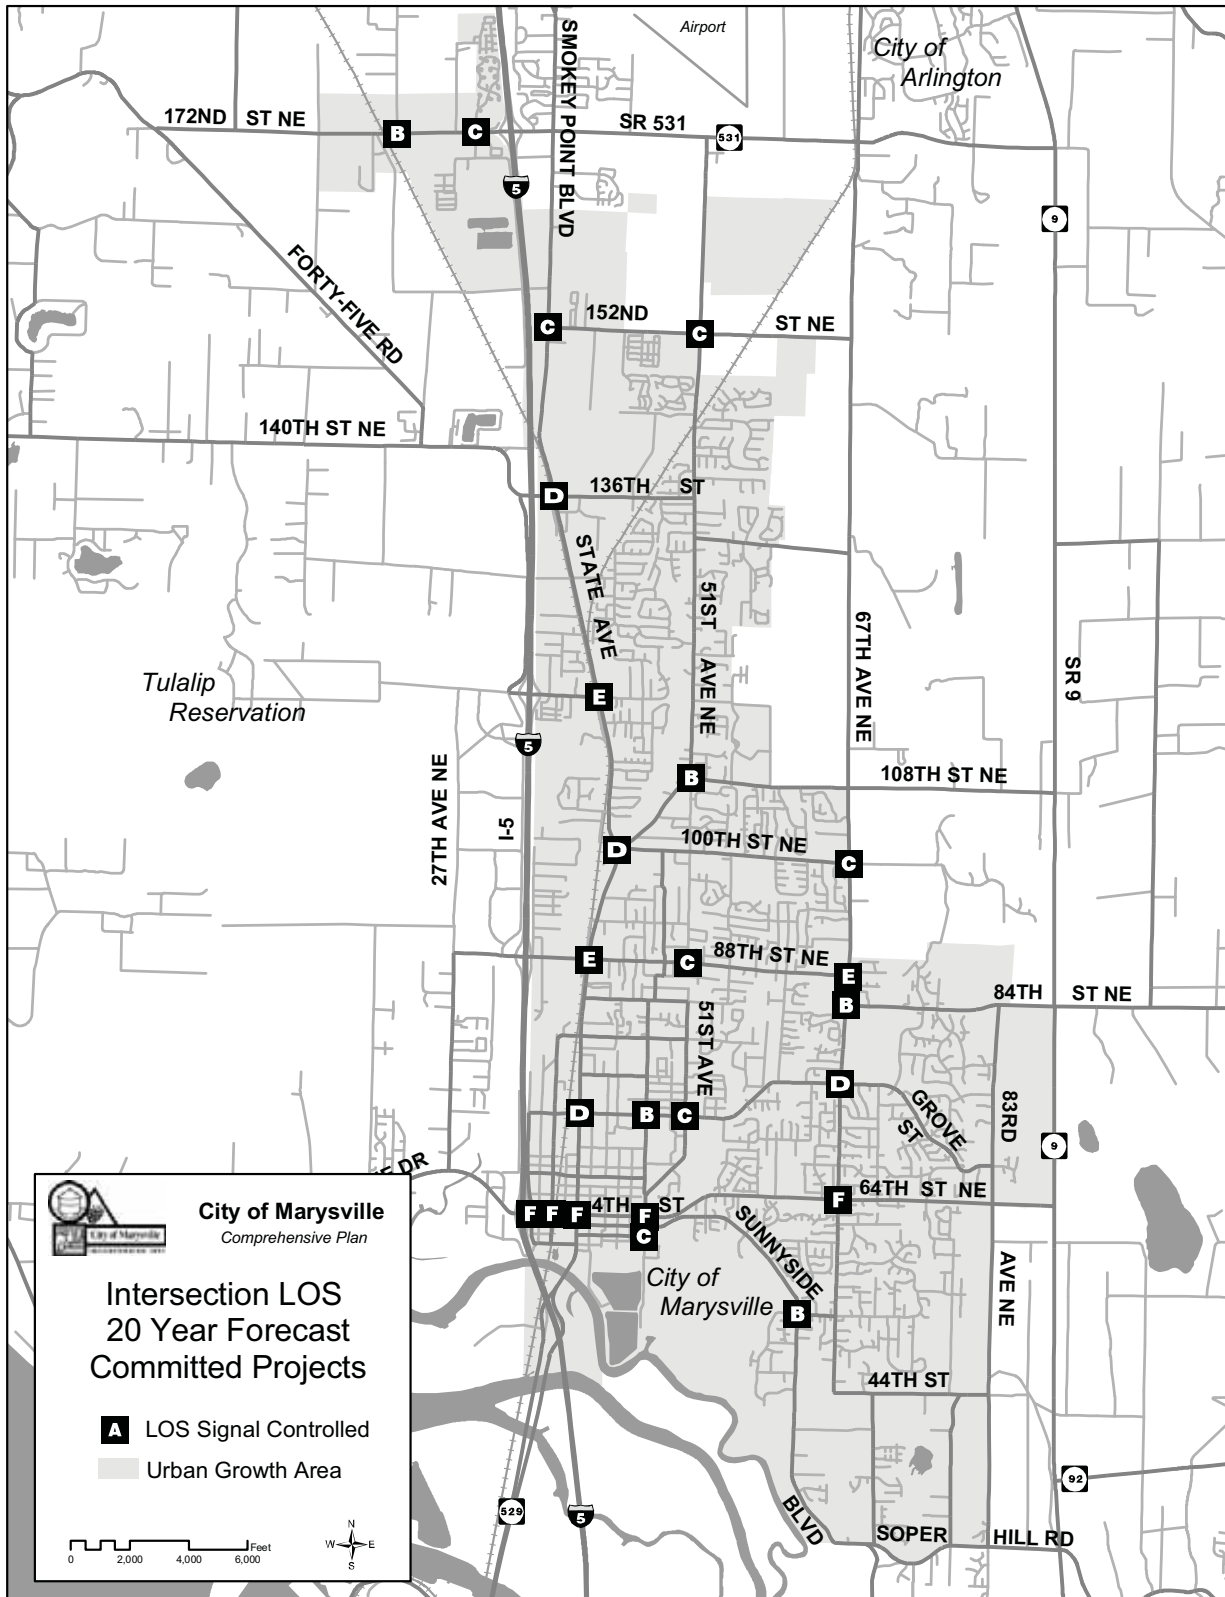 Airport
City of
Arlington
SMOKEY POINT BLVD
172ND ST NE
B
C
SR 531
531
5
9
FORTY-FIVE RD
C
152ND
C
ST NE
140TH ST NE
D
136TH ST
STATE AVE
51ST AVE NE
67TH AVE NE
SR 9
Tulalip
Reservation
E
5
27TH AVE NE
I-5
B
108TH ST NE
D
100TH ST NE
C
E
C
88TH ST NE
E
B
84TH ST NE
51ST AVE
D
D
B
C
GROVE ST
83RD AVE NE
9
E DR
F
F
F
4TH ST
F
C
F
64TH ST NE
SUNNYSIDE BLVD
City of
Marysville
B
44TH ST
92
SOPER HILL RD
529
5
City of Marysville
City of Marysville
Comprehensive Plan
Intersection LOS
20 Year Forecast
Committed Projects
A LOS Signal Controlled
Urban Growth Area
0 2,000 4,000 6,000 Feet
N
W E
S